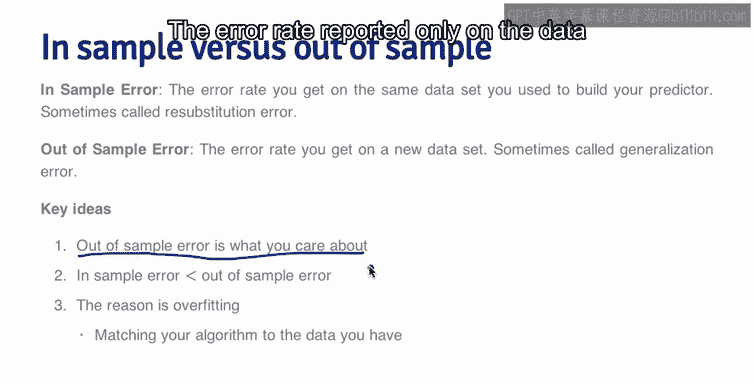 The error rate reported only on the data
In sample versus out of sample
In Sample Error: The error rate you get on the same data set you used to build your predictor.
Sometimes called resubstitution error.
Out of Sample Error: The error rate you get on a new data set. Sometimes called generalization
error.
Key ideas
1. Out of sample error is what you care about
2. In sample error < out of sample error
3. The reason is overfitting
· Matching your algorithm to the data you have